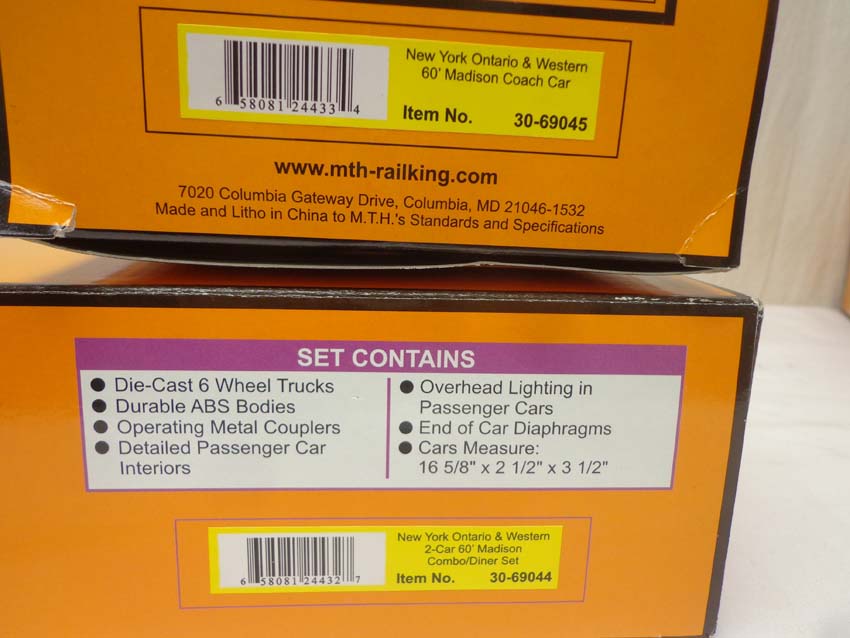 New York Ontario & Western
60' Madison Coach Car
6 58081 24433 4
Item No. 30-69045
www.mth-railking.com
7020 Columbia Gateway Drive, Columbia, MD 21046-1532
Made and Litho in China to M.T.H.'s Standards and Specifications
SET CONTAINS
● Die-Cast 6 Wheel Trucks
● Durable ABS Bodies
● Operating Metal Couplers
● Detailed Passenger Car
Interiors
● Overhead Lighting in
Passenger Cars
● End of Car Diaphragms
● Cars Measure:
16 5/8" x 2 1/2" x 3 1/2"
New York Ontario & Western
2-Car 60' Madison
Combo/Diner Set
6 58081 24432 7
Item No. 30-69044